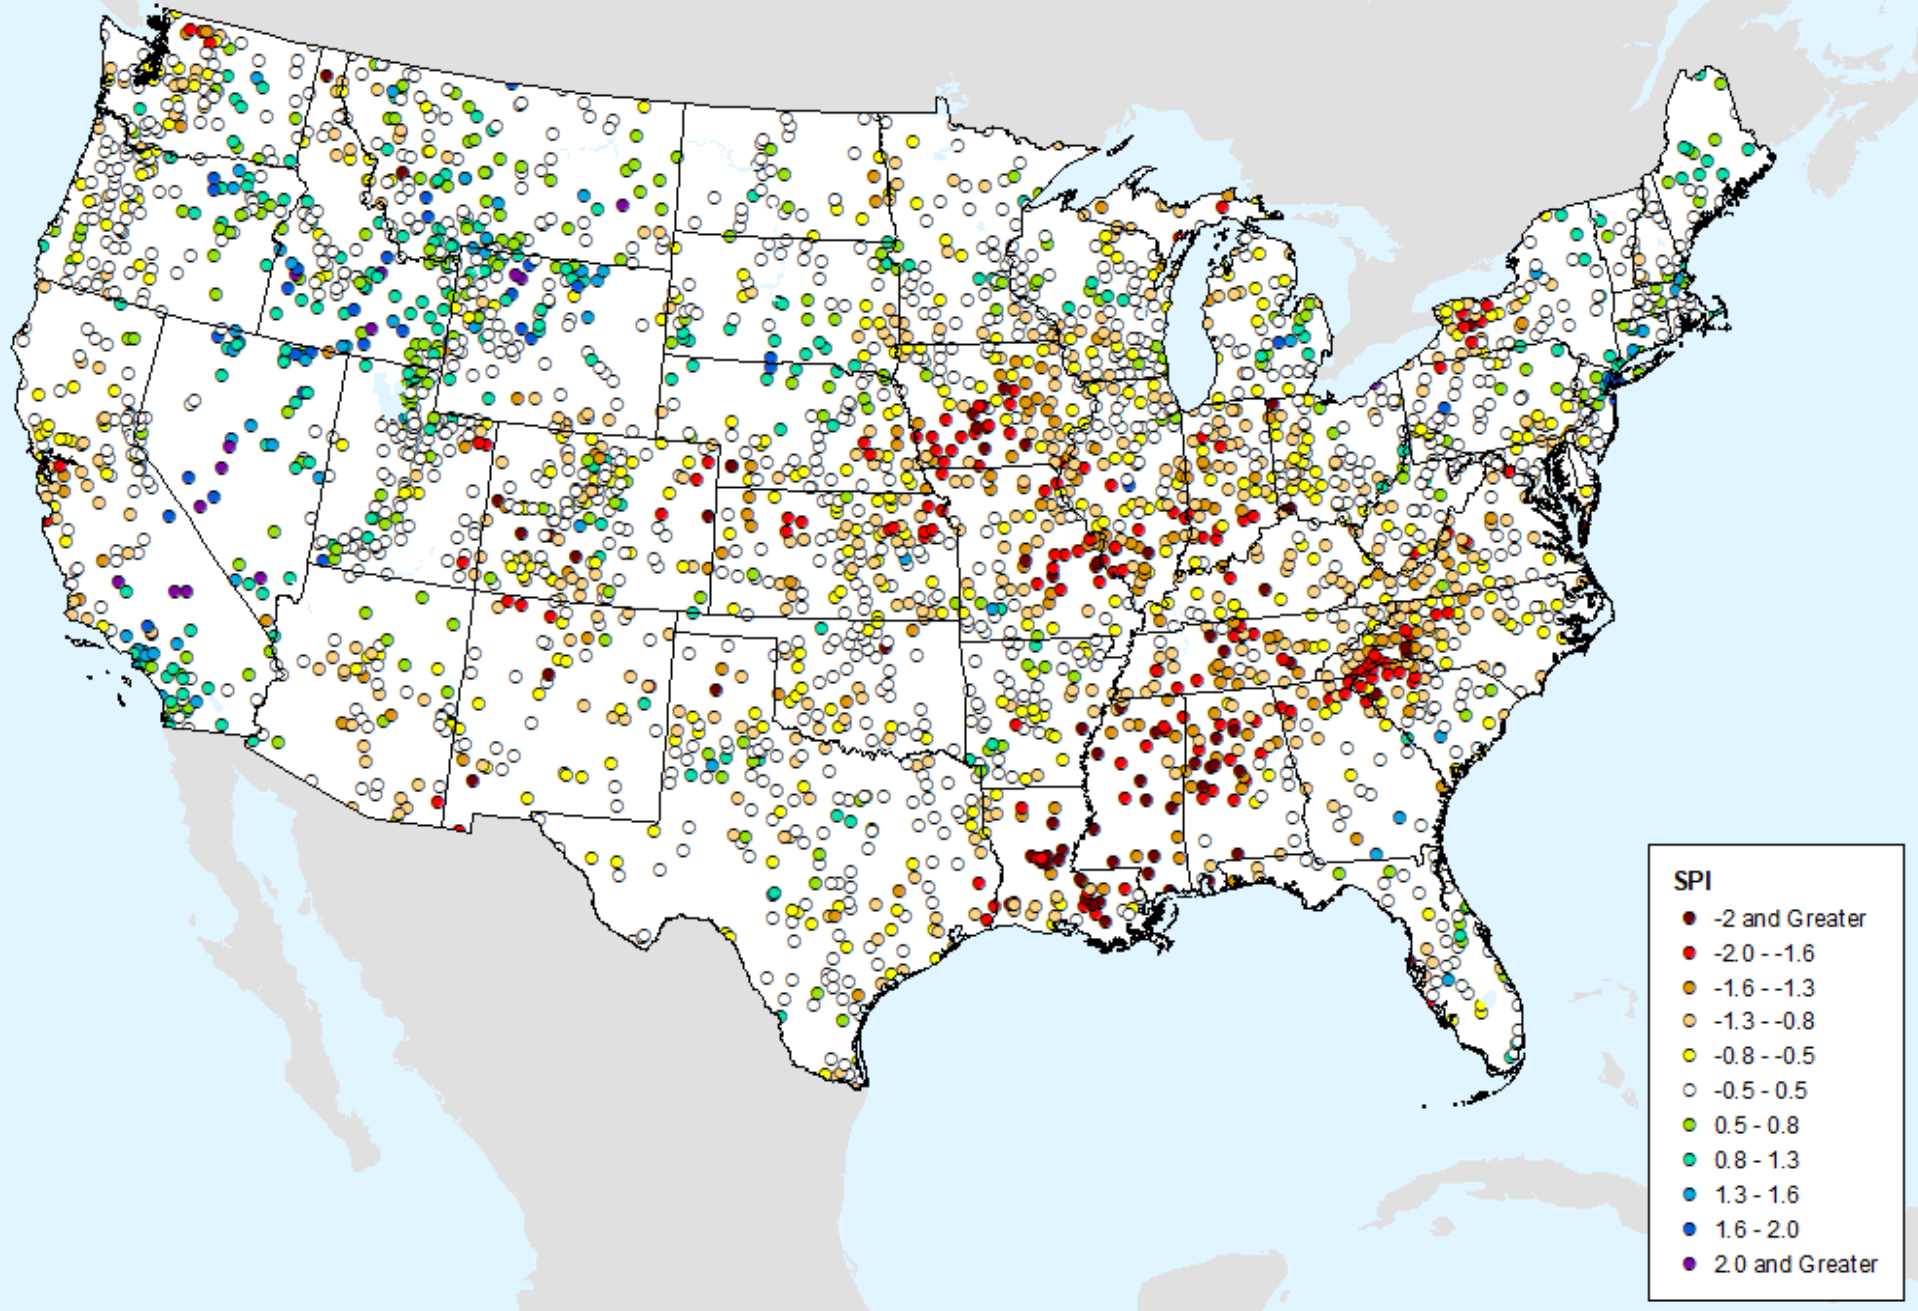 SPI
-2 and Greater
-2.0 - -1.6
-1.6 - -1.3
-1.3 - -0.8
-0.8 - -0.5
-0.5 - 0.5
0.5 - 0.8
0.8 - 1.3
1.3 - 1.6
1.6 - 2.0
2.0 and Greater